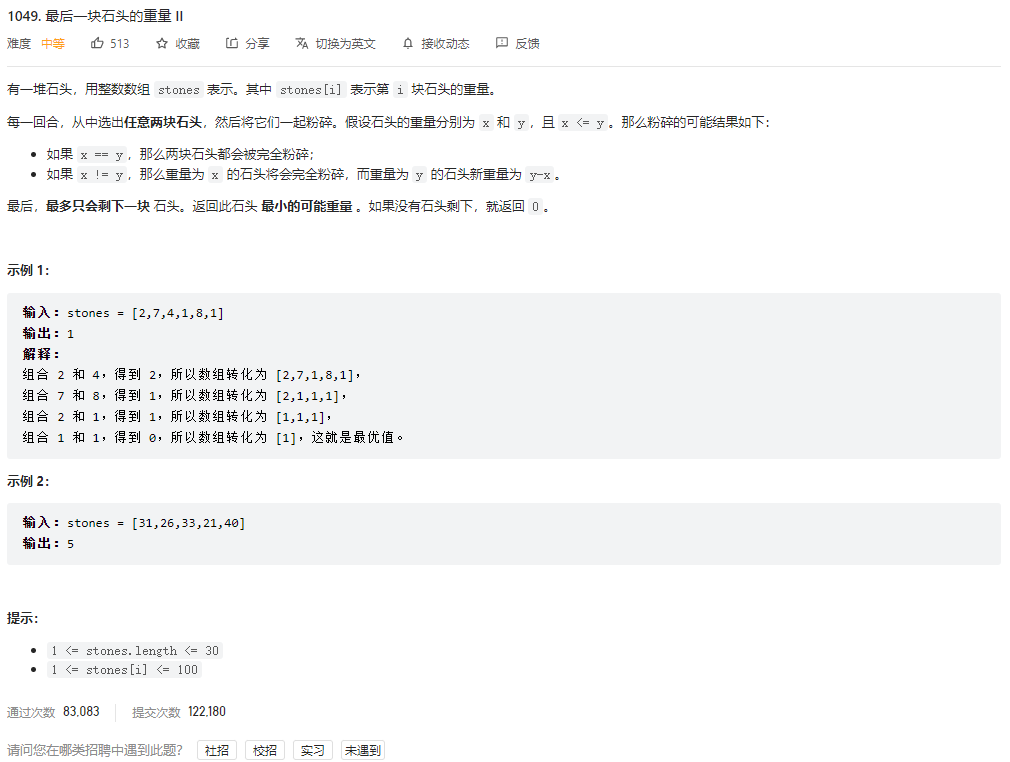 1049. 最后一块石头的重量 II
难度 中等 513 收藏 分享 切换为英文 接收动态 反馈
有一堆石头，用整数数组 stones 表示。其中 stones[i] 表示第 i 块石头的重量。
每一回合，从中选出任意两块石头，然后将它们一起粉碎。假设石头的重量分别为 x 和 y，且 x <= y。那么粉碎的可能结果如下：
• 如果 x == y，那么两块石头都会被完全粉碎；
• 如果 x != y，那么重量为 x 的石头将会完全粉碎，而重量为 y 的石头新重量为 y-x。
最后，最多只会剩下一块 石头。返回此石头 最小的可能重量 。如果没有石头剩下，就返回 0。
示例 1：
输入：stones = [2,7,4,1,8,1]
输出：1
解释：
组合 2 和 4，得到 2，所以数组转化为 [2,7,1,8,1]，
组合 7 和 8，得到 1，所以数组转化为 [2,1,1,1]，
组合 2 和 1，得到 1，所以数组转化为 [1,1,1]，
组合 1 和 1，得到 0，所以数组转化为 [1]，这就是最优值。
示例 2：
输入：stones = [31,26,33,21,40]
输出：5
提示：
• 1 <= stones.length <= 30
• 1 <= stones[i] <= 100
通过次数 83,083 提交次数 122,180
请问您在哪类招聘中遇到此题？ 社招 校招 实习 未遇到